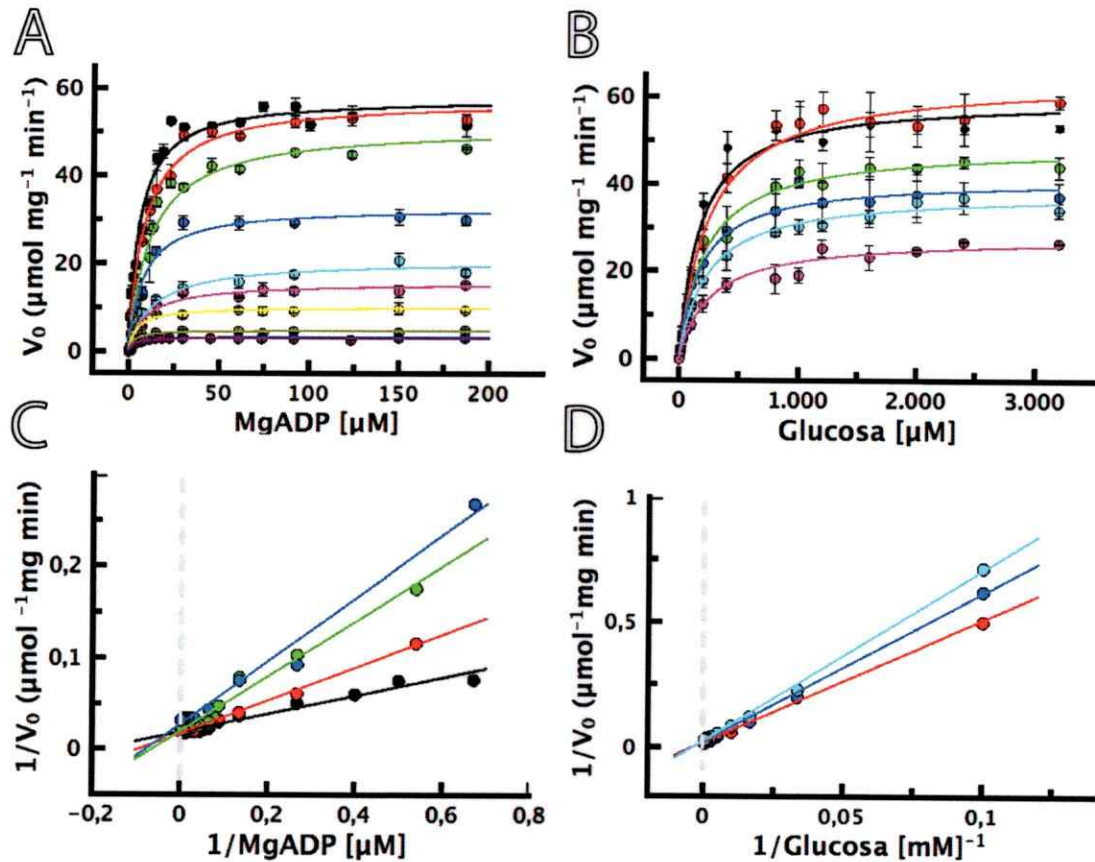 A
V₀ (μmol mg⁻¹ min⁻¹)
60
40
20
0
0
50
100
150
200
MgADP [μM]
B
V₀ (μmol mg⁻¹ min⁻¹)
60
40
20
0
0
1.000
2.000
3.000
Glucosa [μM]
C
1/V₀ (μmol⁻¹mg min)
0,2
0,1
0
-0,2
0
0,2
0,4
0,6
0,8
1/MgADP [μM]
D
1/V₀ (μmol⁻¹mg min)
1
0,5
0
0
0,05
0,1
1/Glucosa [mM]⁻¹